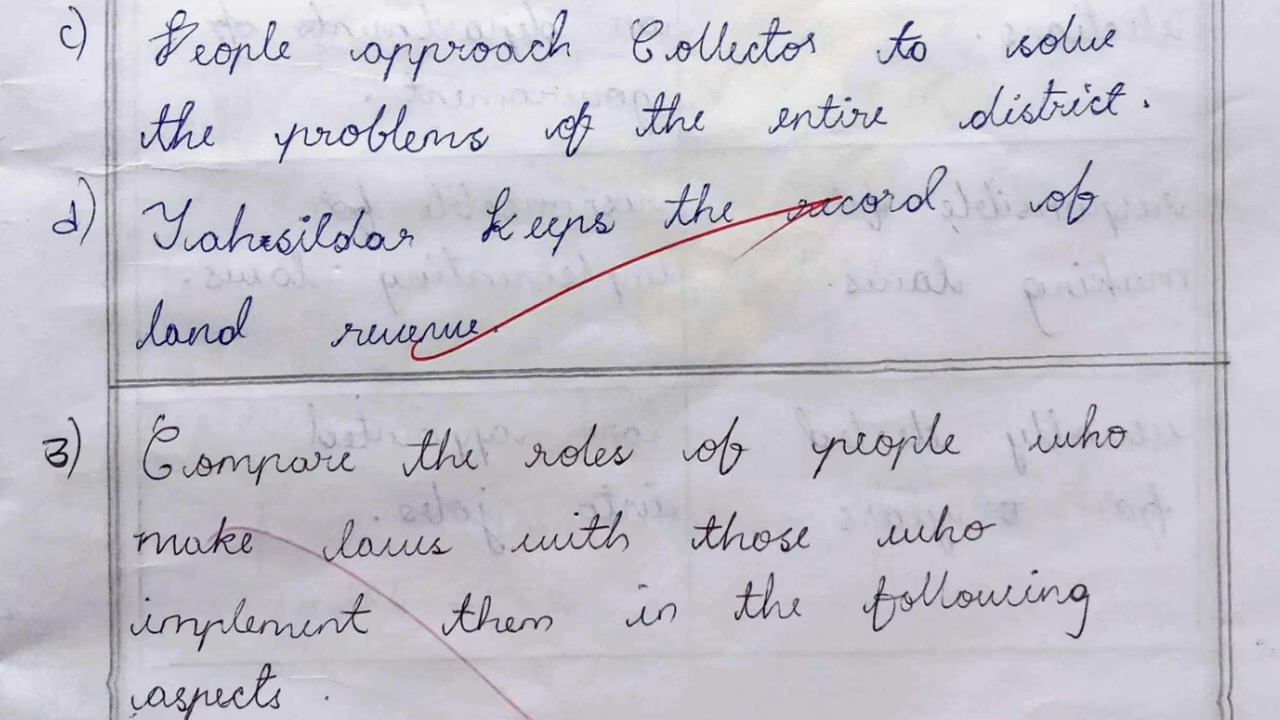 c) People approach Collector to solve
the problems of the entire district.
d) Tahesildar keeps the record of
land revenue.
3) Compare the roles of people who
make laws with those who
implement them in the following
aspects.